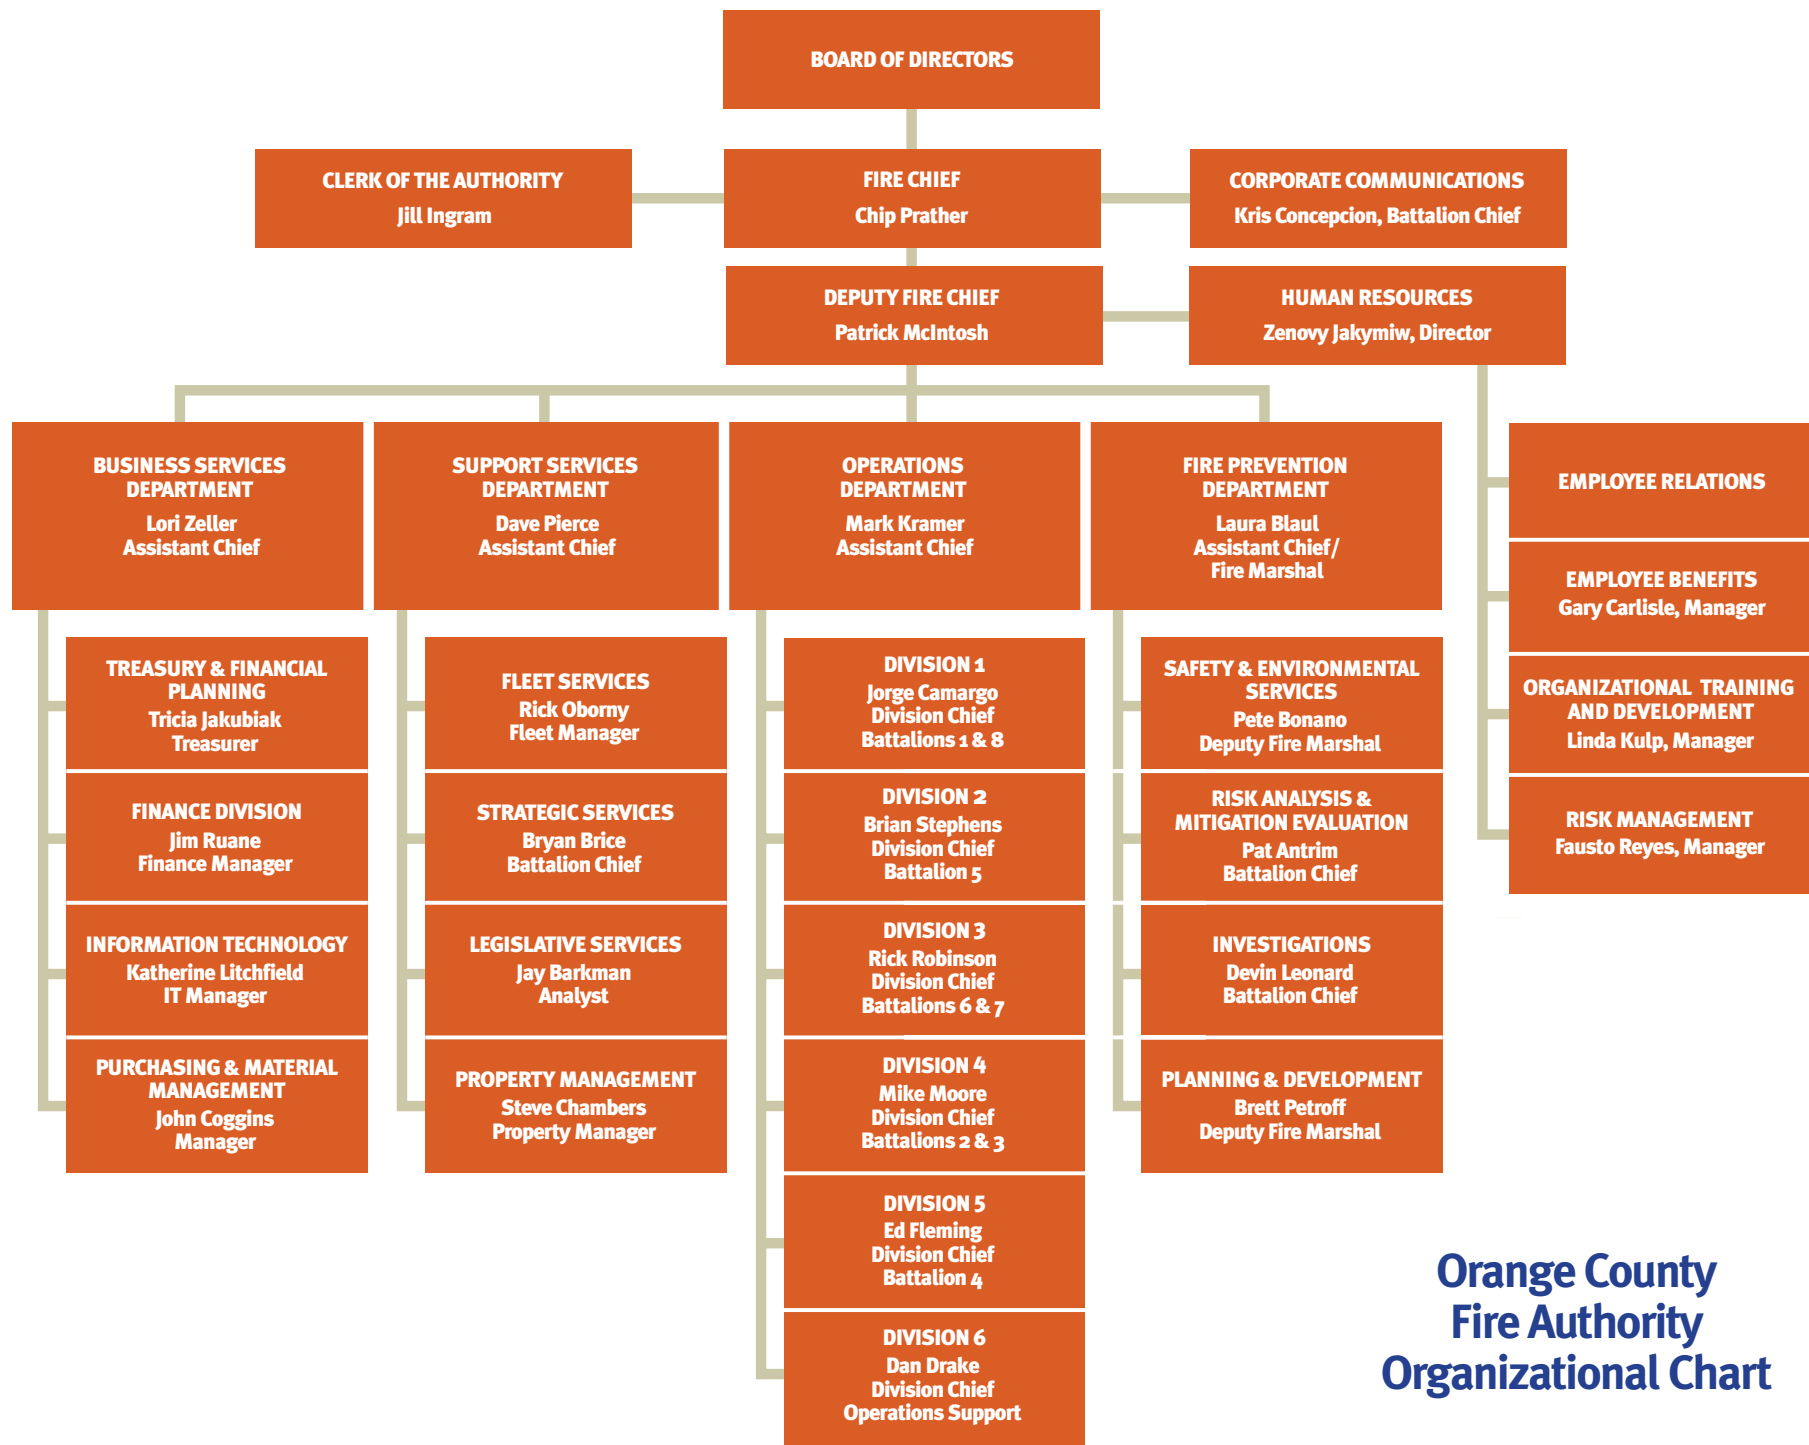 BOARD OF DIRECTORS
CLERK OF THE AUTHORITY
Jill Ingram
FIRE CHIEF
Chip Prather
CORPORATE COMMUNICATIONS
Kris Concepcion, Battalion Chief
DEPUTY FIRE CHIEF
Patrick McIntosh
HUMAN RESOURCES
Zenovy Jakymiw, Director
BUSINESS SERVICES
DEPARTMENT
Lori Zeller
Assistant Chief
SUPPORT SERVICES
DEPARTMENT
Dave Pierce
Assistant Chief
OPERATIONS
DEPARTMENT
Mark Kramer
Assistant Chief
FIRE PREVENTION
DEPARTMENT
Laura Blaul
Assistant Chief/
Fire Marshal
EMPLOYEE RELATIONS
EMPLOYEE BENEFITS
Gary Carlisle, Manager
ORGANIZATIONAL TRAINING
AND DEVELOPMENT
Linda Kulp, Manager
RISK MANAGEMENT
Fausto Reyes, Manager
TREASURY & FINANCIAL
PLANNING
Tricia Jakubiak
Treasurer
FINANCE DIVISION
Jim Ruane
Finance Manager
INFORMATION TECHNOLOGY
Katherine Litchfield
IT Manager
PURCHASING & MATERIAL
MANAGEMENT
John Coggins
Manager
FLEET SERVICES
Rick Oborny
Fleet Manager
STRATEGIC SERVICES
Bryan Brice
Battalion Chief
LEGISLATIVE SERVICES
Jay Barkman
Analyst
PROPERTY MANAGEMENT
Steve Chambers
Property Manager
DIVISION 1
Jorge Camargo
Division Chief
Battalions 1 & 8
DIVISION 2
Brian Stephens
Division Chief
Battalion 5
DIVISION 3
Rick Robinson
Division Chief
Battalions 6 & 7
DIVISION 4
Mike Moore
Division Chief
Battalions 2 & 3
DIVISION 5
Ed Fleming
Division Chief
Battalion 4
DIVISION 6
Dan Drake
Division Chief
Operations Support
SAFETY & ENVIRONMENTAL
SERVICES
Pete Bonano
Deputy Fire Marshal
RISK ANALYSIS &
MITIGATION EVALUATION
Pat Antrim
Battalion Chief
INVESTIGATIONS
Devin Leonard
Battalion Chief
PLANNING & DEVELOPMENT
Brett Petroff
Deputy Fire Marshal
Orange County
Fire Authority
Organizational Chart